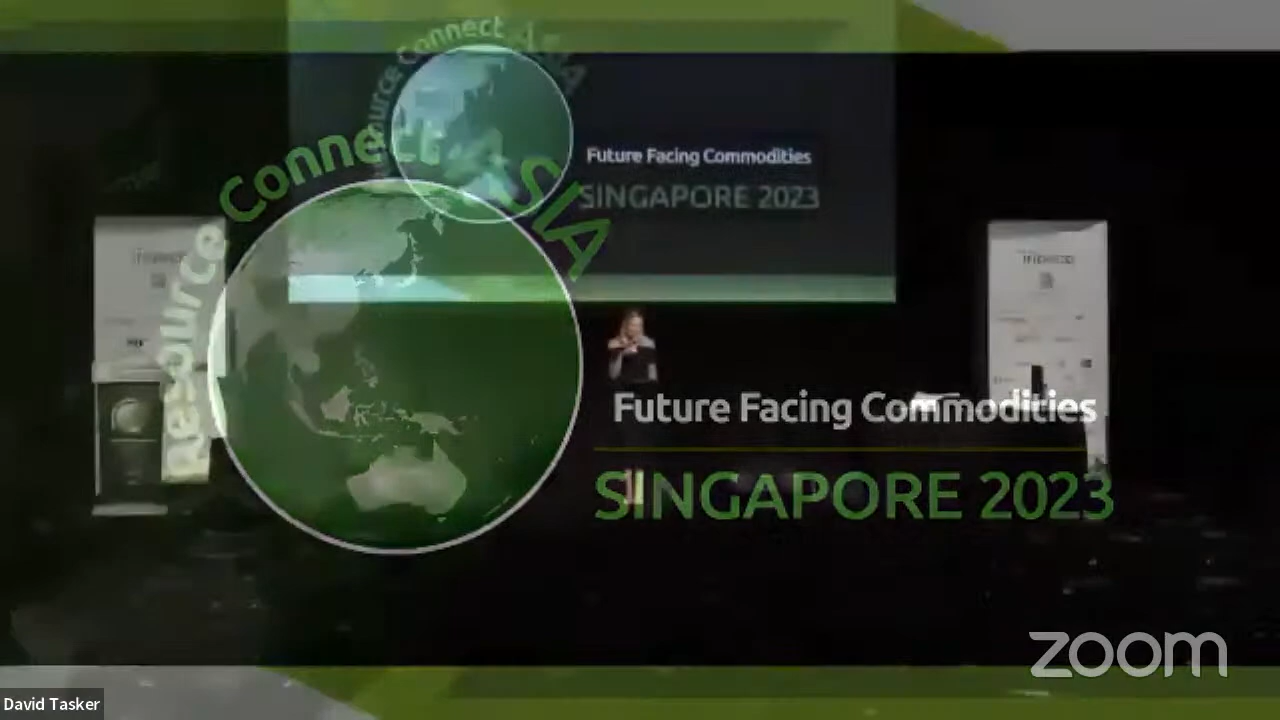 Resource Connect ASIA
Future Facing Commodities
SINGAPORE 2023
Resource Connect ASIA
Future Facing Commodities
SINGAPORE 2023
zoom
David Tasker